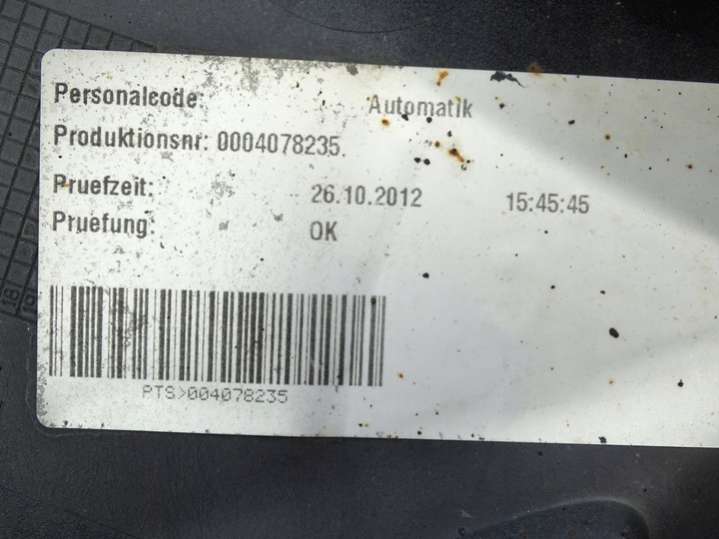 Personalcode: Automatik
Produktionsnr: 0004078235.
Pruefzeit: 26.10.2012 15:45:45
Pruefung: OK
PTS>004078235